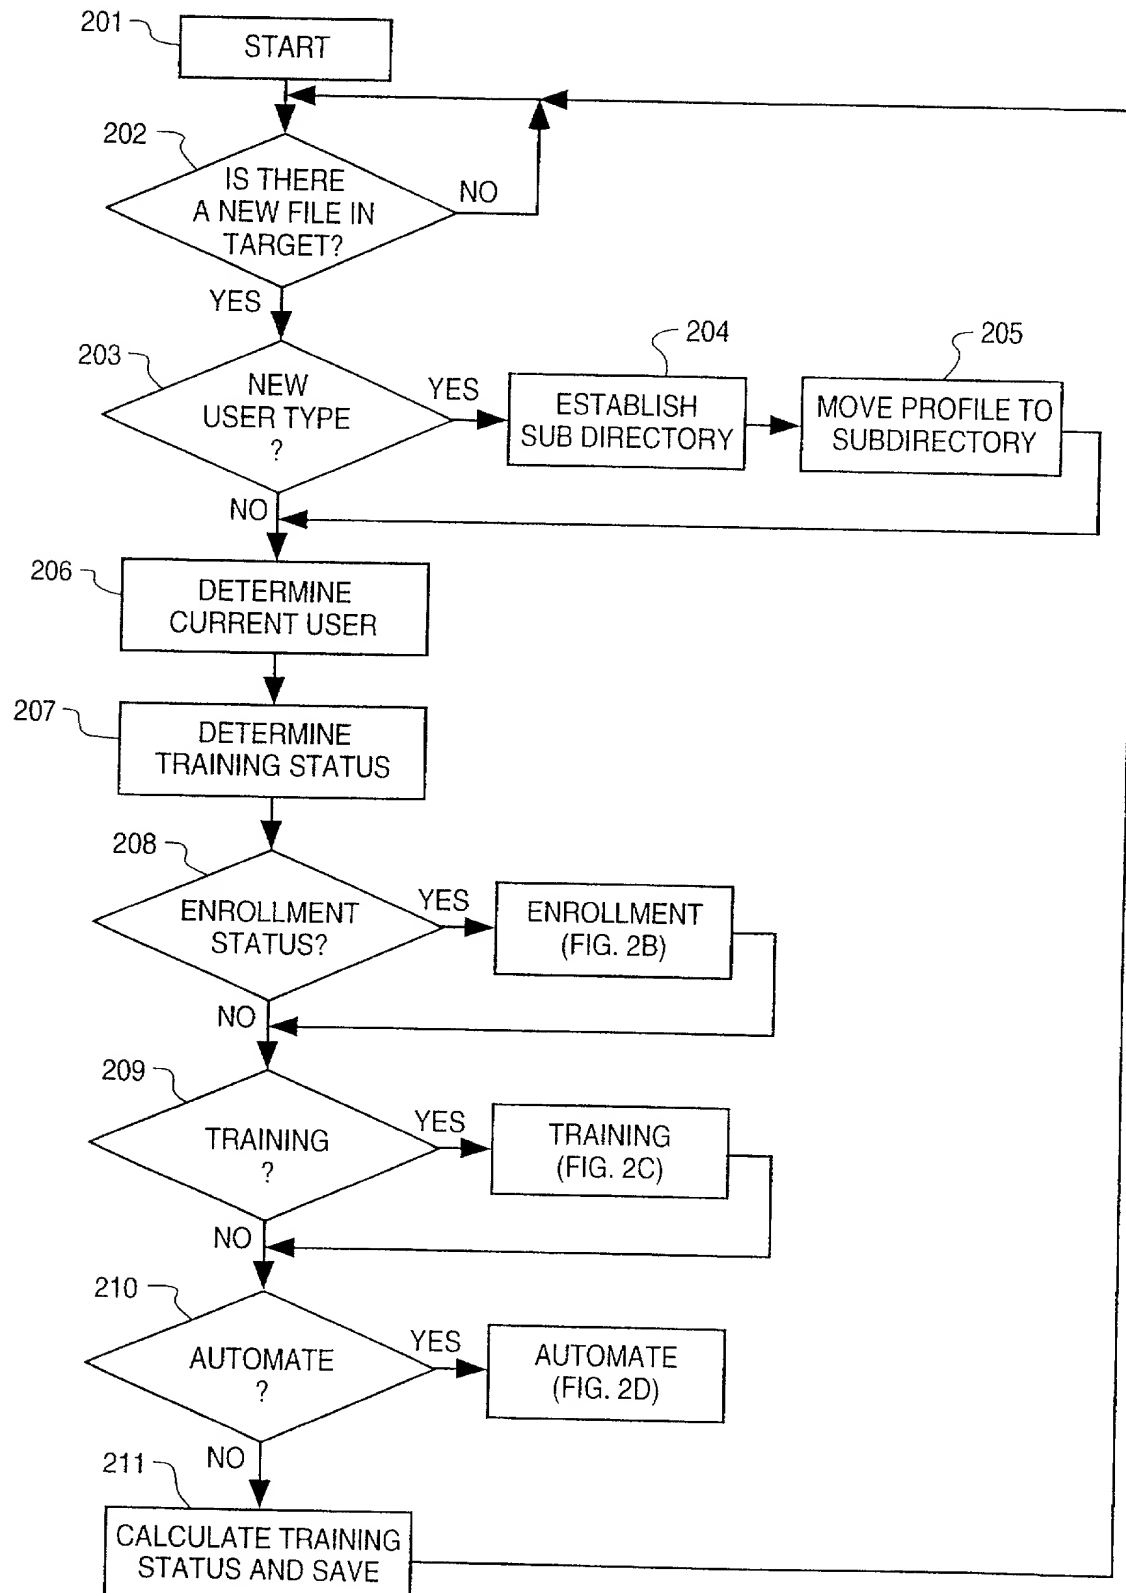 201
START
202
IS THERE
A NEW FILE IN
TARGET?
NO
YES
203
NEW
USER TYPE
?
YES
204
ESTABLISH
SUB DIRECTORY
205
MOVE PROFILE TO
SUBDIRECTORY
NO
206
DETERMINE
CURRENT USER
207
DETERMINE
TRAINING STATUS
208
ENROLLMENT
STATUS?
YES
ENROLLMENT
(FIG. 2B)
NO
209
TRAINING
?
YES
TRAINING
(FIG. 2C)
NO
210
AUTOMATE
?
YES
AUTOMATE
(FIG. 2D)
NO
211
CALCULATE TRAINING
STATUS AND SAVE